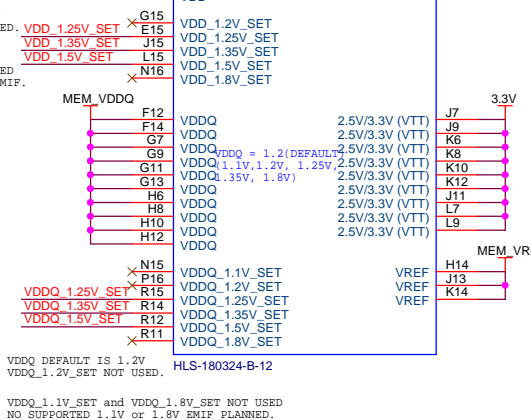 VDD
G15 VDD_1.2V_SET
ED. VDD_1.25V_SET E15 VDD_1.25V_SET
VDD_1.35V_SET J15 VDD_1.35V_SET
VDD_1.5V_SET L15 VDD_1.5V_SET
ED N16 VDD_1.8V_SET
MIF.
MEM_VDDQ 3.3V
F12 VDDQ 2.5V/3.3V (VTT) J7
F14 VDDQ 2.5V/3.3V (VTT) J9
G7 VDDQ 2.5V/3.3V (VTT) K6
G9 VDDQ 2.5V/3.3V (VTT) K8
G11 VDDQ 2.5V/3.3V (VTT) K10
G13 VDDQ 2.5V/3.3V (VTT) K12
H6 VDDQ 2.5V/3.3V (VTT) J11
H8 VDDQ 2.5V/3.3V (VTT) L7
H10 VDDQ 2.5V/3.3V (VTT) L9
H12 VDDQ
VDDQ = 1.2(DEFAULT)
(1.1V,1.2V, 1.25V,
1.35V, 1.8V)
MEM_VRE
N15 VDDQ_1.1V_SET VREF H14
P16 VDDQ_1.2V_SET VREF J13
VDDQ_1.25V_SET R15 VDDQ_1.25V_SET VREF K14
VDDQ_1.35V_SET R14 VDDQ_1.35V_SET
VDDQ_1.5V_SET R12 VDDQ_1.5V_SET
R11 VDDQ_1.8V_SET
VDDQ DEFAULT IS 1.2V
VDDQ_1.2V_SET NOT USED.
HLS-180324-B-12
VDDQ_1.1V_SET and VDDQ_1.8V_SET NOT USED
NO SUPPORTED 1.1V or 1.8V EMIF PLANNED.